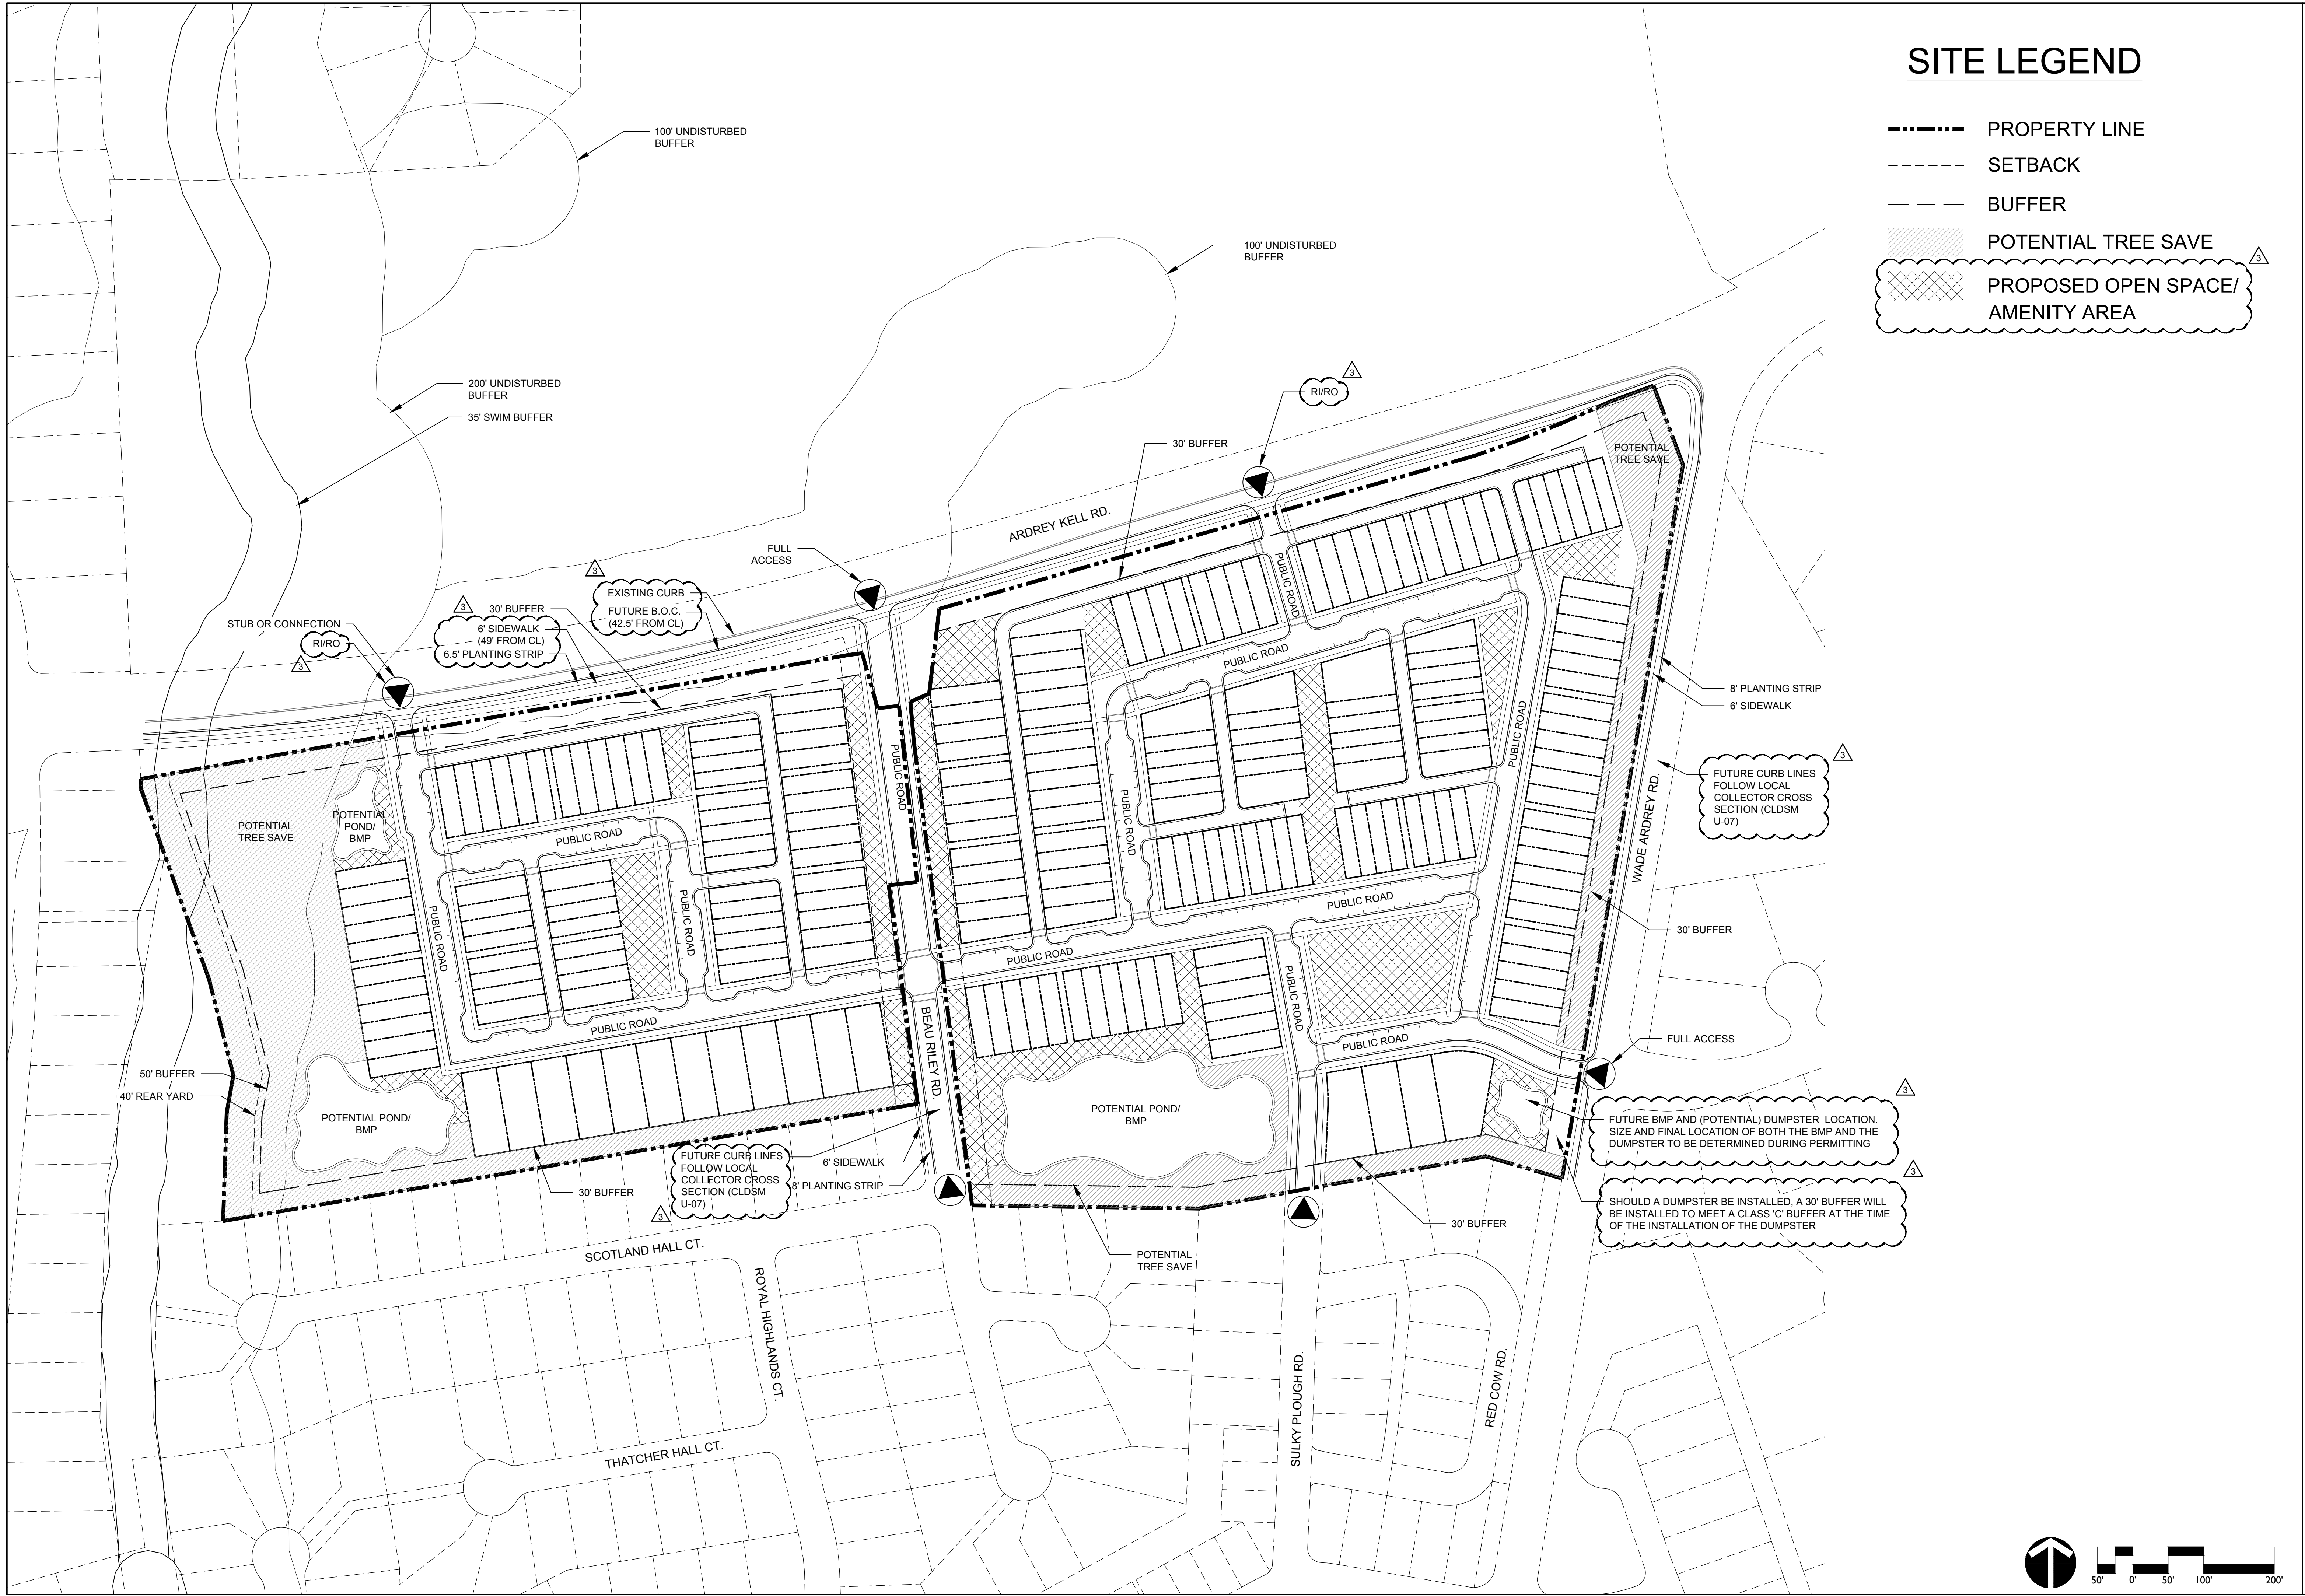 SITE LEGEND
PROPERTY LINE
SETBACK
BUFFER
POTENTIAL TREE SAVE
3
PROPOSED OPEN SPACE/
AMENITY AREA
100' UNDISTURBED
BUFFER
100' UNDISTURBED
BUFFER
200' UNDISTURBED
BUFFER
35' SWIM BUFFER
3
RI/RO
30' BUFFER
POTENTIAL
TREE SAVE
ARDREY KELL RD.
FULL
ACCESS
3
EXISTING CURB
FUTURE B.O.C.
(42.5' FROM CL)
3
30' BUFFER
6' SIDEWALK
(49' FROM CL)
6.5' PLANTING STRIP
STUB OR CONNECTION
RI/RO
3
PUBLIC ROAD
PUBLIC ROAD
PUBLIC ROAD
PUBLIC ROAD
PUBLIC ROAD
8' PLANTING STRIP
6' SIDEWALK
3
FUTURE CURB LINES
FOLLOW LOCAL
COLLECTOR CROSS
SECTION (CLDSM
U-07)
WADE ARDREY RD.
POTENTIAL
TREE SAVE
POTENTIAL
POND/
BMP
PUBLIC ROAD
PUBLIC ROAD
PUBLIC ROAD
PUBLIC ROAD
PUBLIC ROAD
30' BUFFER
PUBLIC ROAD
PUBLIC ROAD
PUBLIC ROAD
BEAU RILEY RD.
FULL ACCESS
50' BUFFER
40' REAR YARD
POTENTIAL POND/
BMP
POTENTIAL POND/
BMP
3
FUTURE BMP AND (POTENTIAL) DUMPSTER LOCATION.
SIZE AND FINAL LOCATION OF BOTH THE BMP AND THE
DUMPSTER TO BE DETERMINED DURING PERMITTING
3
SHOULD A DUMPSTER BE INSTALLED, A 30' BUFFER WILL
BE INSTALLED TO MEET A CLASS 'C' BUFFER AT THE TIME
OF THE INSTALLATION OF THE DUMPSTER
FUTURE CURB LINES
FOLLOW LOCAL
COLLECTOR CROSS
SECTION (CLDSM
U-07)
3
6' SIDEWALK
8' PLANTING STRIP
30' BUFFER
30' BUFFER
POTENTIAL
TREE SAVE
SCOTLAND HALL CT.
ROYAL HIGHLANDS CT.
THATCHER HALL CT.
SULKY PLOUGH RD.
RED COW RD.
50' 0' 50' 100' 200'